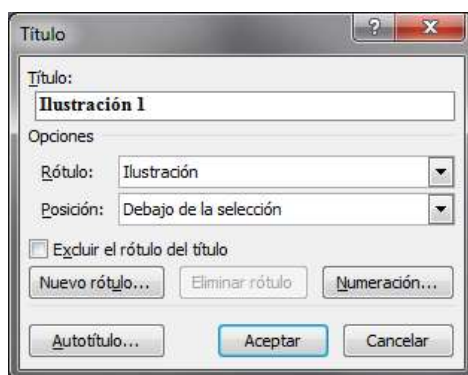 Título
Título:
Ilustración 1
Opciones
Rótulo: Ilustración
Posición: Debajo de la selección
Excluir el rótulo del título
Nuevo rótulo... Eliminar rótulo Numeración...
Autotítulo... Aceptar Cancelar